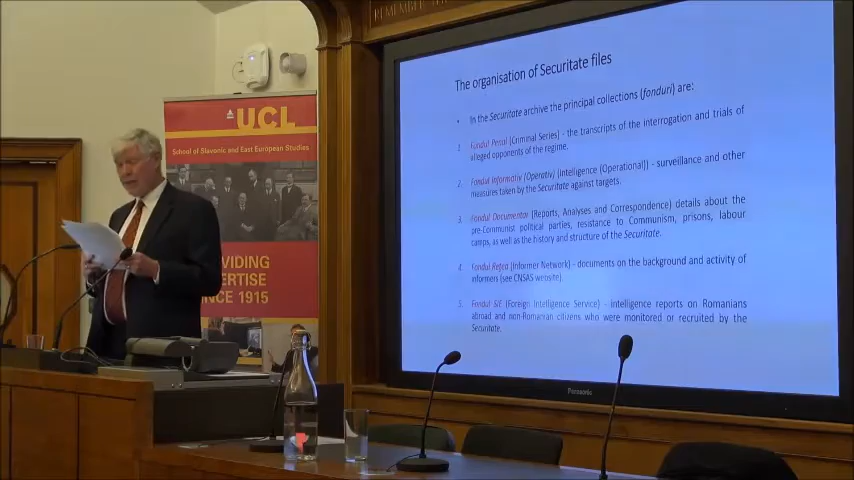 REMEMBER
UCL
School of Slavonic and East European Studies
VIDING
ERTISE
NCE 1915
The organisation of Securitate files
• In the Securitate archive the principal collections (fonduri) are:
1. Fondul Penal (Criminal Series) - the transcripts of the interrogation and trials of
alleged opponents of the regime.
2. Fondul Informativ (Operativ) (Intelligence (Operational) - surveillance and other
measures taken by the Securitate against targets.
3. Fondul Documentar (Reports, Analyses and Correspondence) details about the
pre-Communist political parties, resistance to Communism, prisons, labour
camps, as well as the history and structure of the Securitate.
4. Fondul Rețea (Informer Network) - documents on the background and activity of
informers (see CNSAS website).
5. Fondul SIE (Foreign Intelligence Service) - intelligence reports on Romanians
abroad and non-Romanian citizens who were monitored or recruited by the
Securitate.
Panasonic